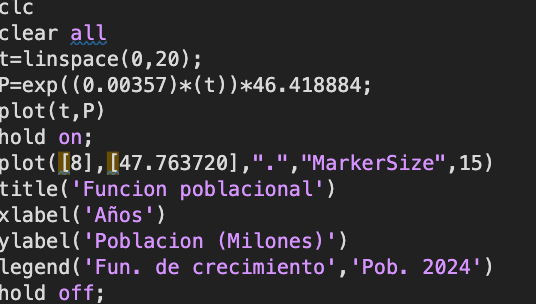 clc
clear all
t=linspace(0,20);
P=exp((0.00357)*(t))*46.418884;
plot(t,P)
hold on;
plot([8],[47.763720],".","MarkerSize",15)
title('Funcion poblacional')
xlabel('Años')
ylabel('Poblacion (Milones)')
legend('Fun. de crecimiento','Pob. 2024')
hold off;